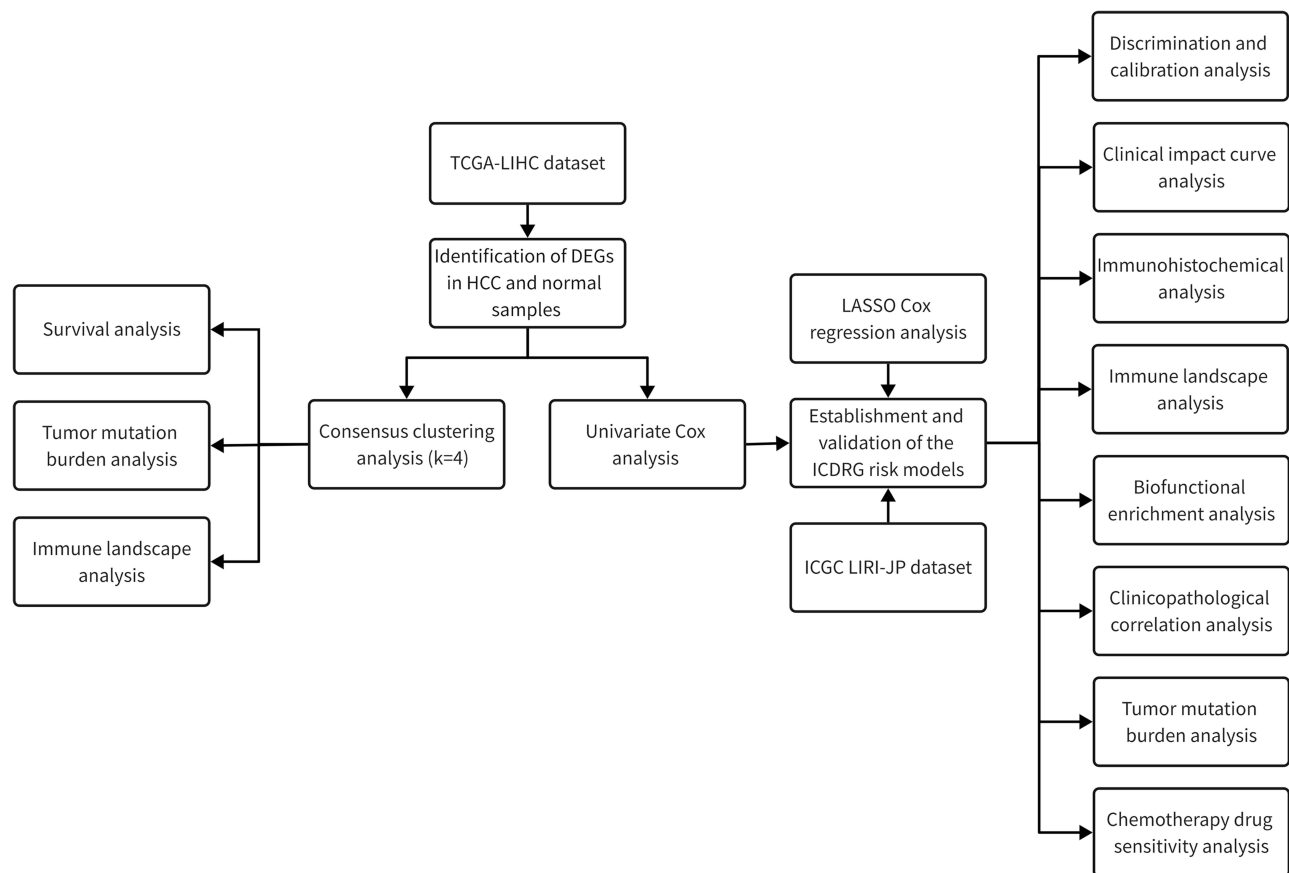 TCGA-LIHC dataset
Identification of DEGs
in HCC and normal
samples
Survival analysis
Tumor mutation
burden analysis
Immune landscape
analysis
Consensus clustering
analysis (k=4)
Univariate Cox
analysis
LASSO Cox
regression analysis
Establishment and
validation of the
ICDRG risk models
ICGC LIRI-JP dataset
Discrimination and
calibration analysis
Clinical impact curve
analysis
Immunohistochemical
analysis
Immune landscape
analysis
Biofunctional
enrichment analysis
Clinicopathological
correlation analysis
Tumor mutation
burden analysis
Chemotherapy drug
sensitivity analysis